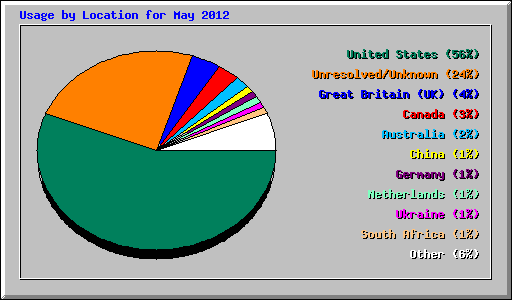 Usage by Location for May 2012
United States (56%)
Unresolved/Unknown (24%)
Great Britain (UK) (4%)
Canada (3%)
Australia (2%)
China (1%)
Germany (1%)
Netherlands (1%)
Ukraine (1%)
South Africa (1%)
Other (6%)